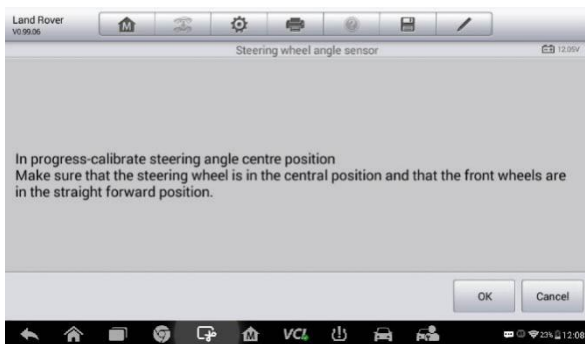 Land Rover
V0.99.06
Steering wheel angle sensor
12.05V
In progress-calibrate steering angle centre position
Make sure that the steering wheel is in the central position and that the front wheels are
in the straight forward position.
OK
Cancel
VCI
23%
12:08